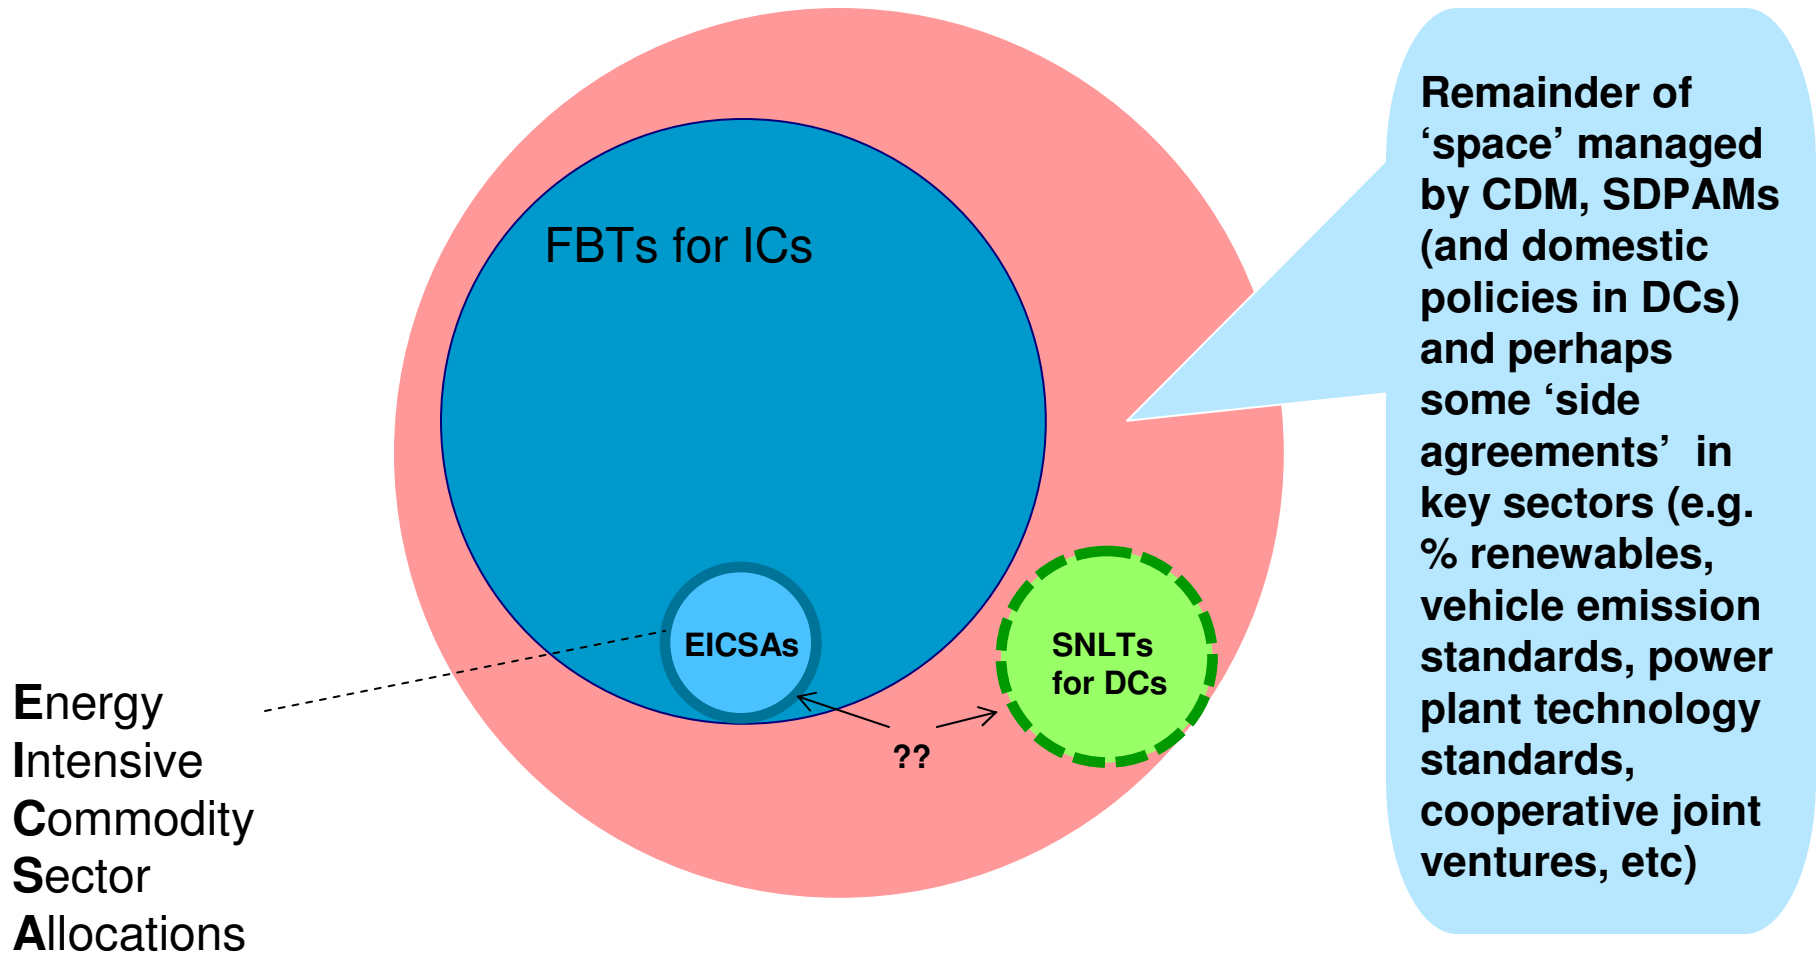 FBTs for ICs
EICSAs
SNLTs
for DCs
??
Energy
Intensive
Commodity
Sector
Allocations
Remainder of
‘space’ managed
by CDM, SDPAMs
(and domestic
policies in DCs)
and perhaps
some ‘side
agreements’  in
key sectors (e.g.
% renewables,
vehicle emission
standards, power
plant technology
standards,
cooperative joint
ventures, etc)